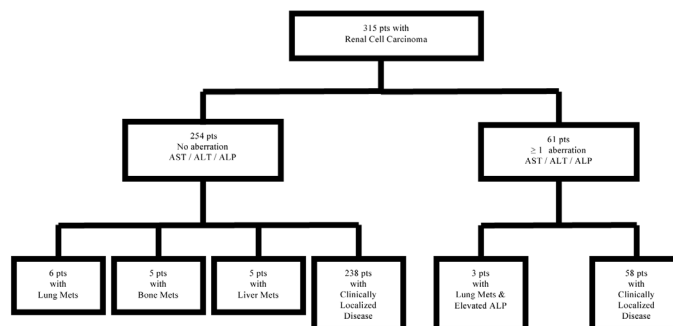 315 pts with
Renal Cell Carcinoma
254 pts
No aberration
AST / ALT / ALP
61 pts
≥ 1 aberration
AST / ALT / ALP
6 pts
with
Lung Mets
5 pts
with
Bone Mets
5 pts
with
Liver Mets
238 pts
with
Clinically
Localized
Disease
3 pts
with
Lung Mets &
Elevated ALP
58 pts
with
Clinically
Localized
Disease